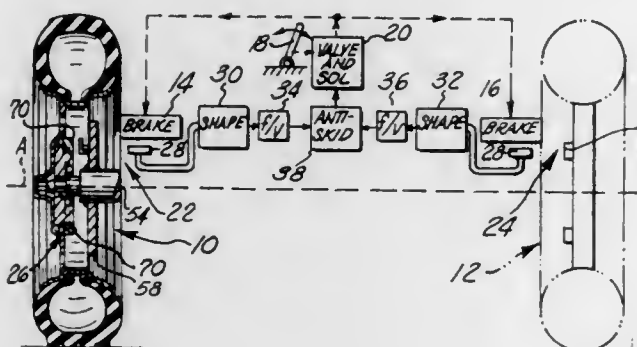 18
20
VALVE
AND
SOL
30
34
36
32
14
16
70
BRAKE
SHAPE
f/V
ANTI-
SKID
f/V
SHAPE
BRAKE
28
28
38
A
22
54
24
10
12
26
70
58